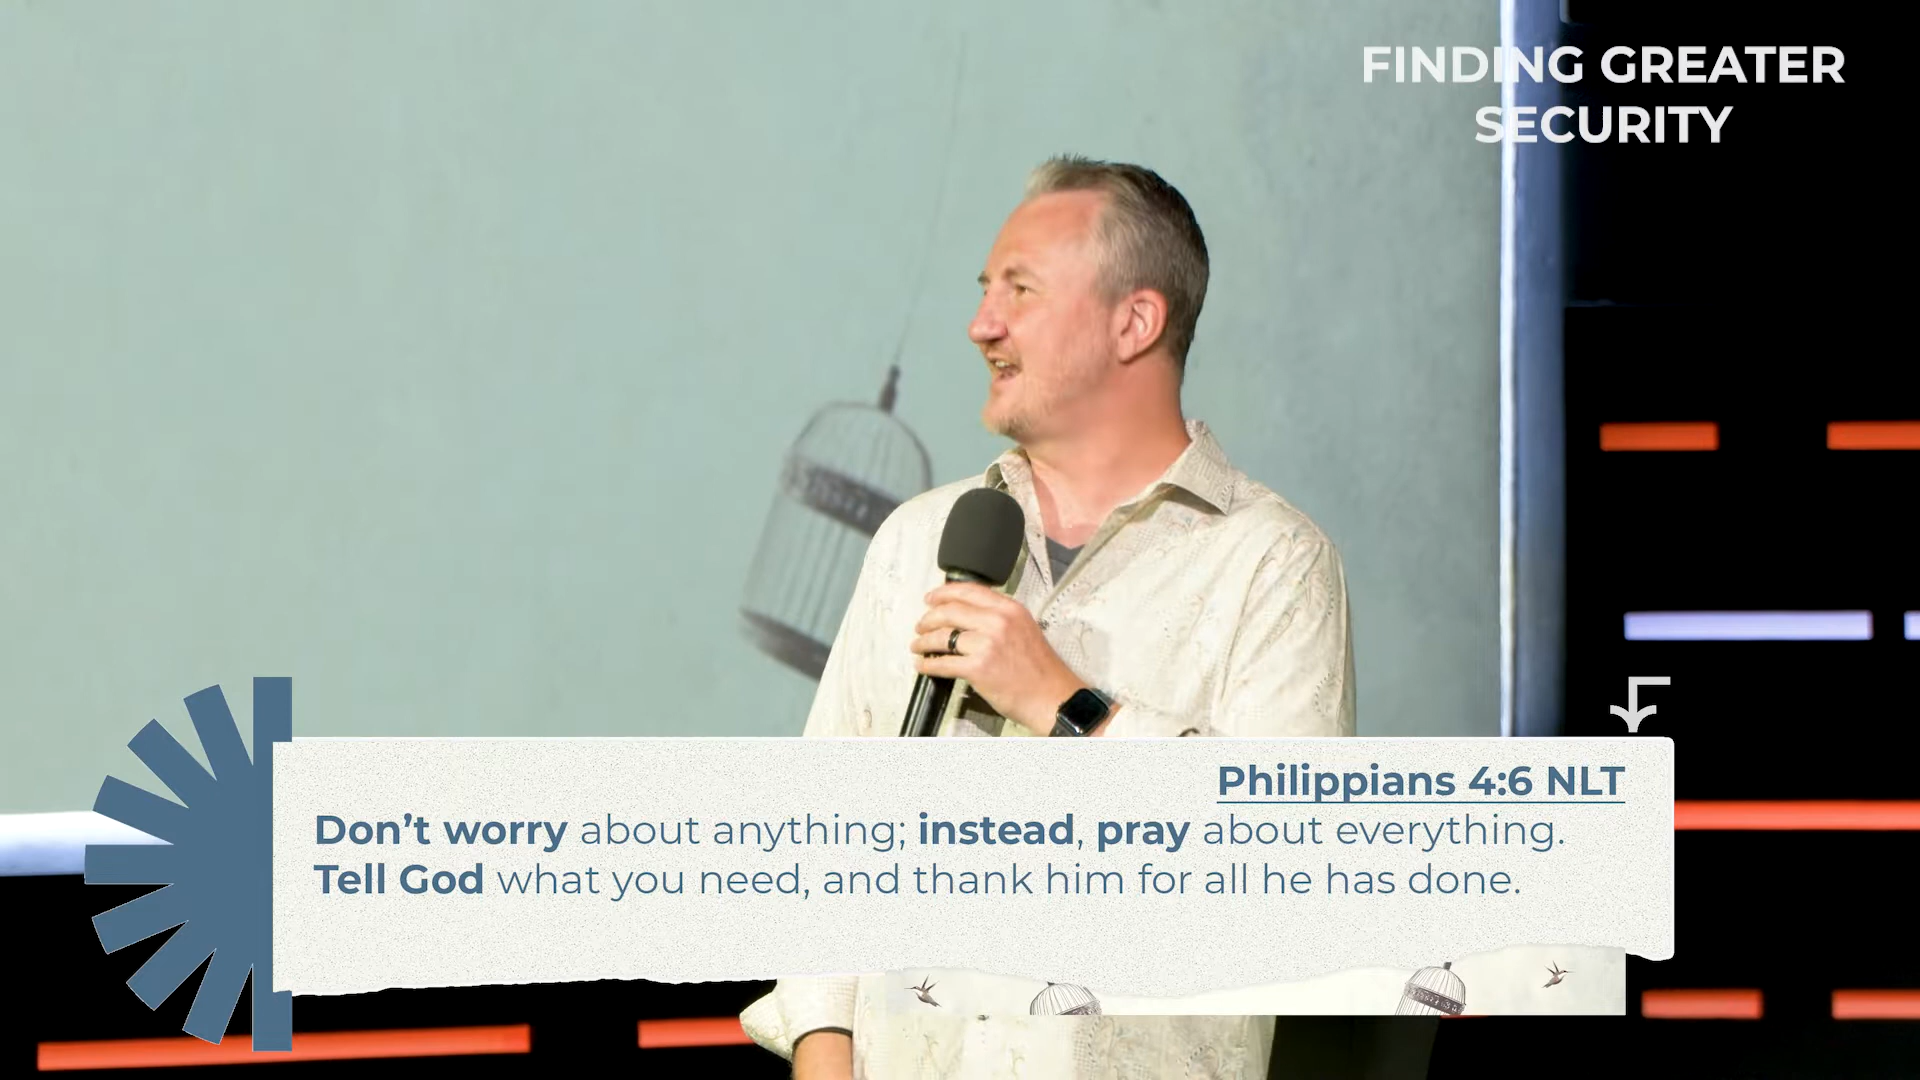 FINDING GREATER
SECURITY
Philippians 4:6 NLT
Don’t worry about anything; instead, pray about everything.
Tell God what you need, and thank him for all he has done.